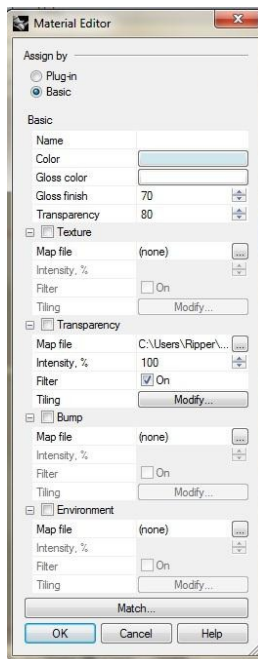 Material Editor
Assign by
Plug-in
Basic
Basic
Name
Color
Gloss color
Gloss finish 70
Transparency 80
Texture
Map file (none) ...
Intensity, %
Filter On
Tiling Modify...
Transparency
Map file C:\Users\Ripper\... ...
Intensity, % 100
Filter On
Tiling Modify...
Bump
Map file (none) ...
Intensity, %
Filter On
Tiling Modify...
Environment
Map file (none) ...
Intensity, %
Filter On
Tiling Modify...
Match...
OK Cancel Help